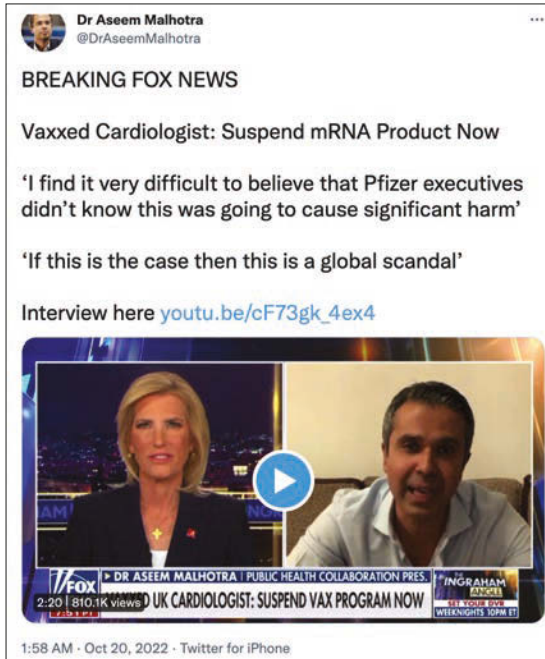 Dr Aseem Malhotra
@DrAseemMalhotra
BREAKING FOX NEWS
Vaxxed Cardiologist: Suspend mRNA Product Now
‘I find it very difficult to believe that Pfizer executives
didn’t know this was going to cause significant harm’
‘If this is the case then this is a global scandal’
Interview here youtu.be/cF73gk_4ex4
FOX
DR ASEEM MALHOTRA | PUBLIC HEALTH COLLABORATION PRES.
D UK CARDIOLOGIST: SUSPEND VAX PROGRAM NOW
INGRAHAM
ANGLE
SET YOUR DVR
WEEKNIGHTS 10PM ET
2:20 | 810.1K views
1:58 AM · Oct 20, 2022 · Twitter for iPhone